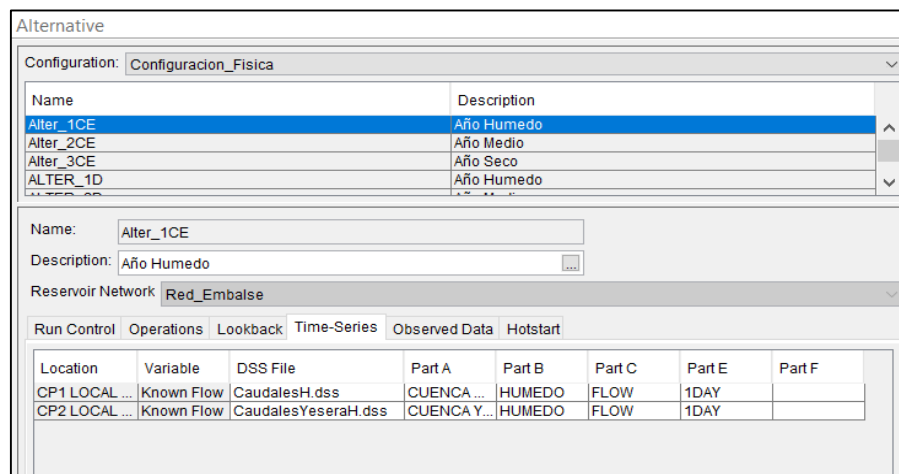 Alternative
Configuration: Configuracion_Fisica
Name Description
Alter_1CE Año Humedo
Alter_2CE Año Medio
Alter_3CE Año Seco
ALTER_1D Año Humedo
Name: Alter_1CE
Description: Año Humedo ...
Reservoir Network Red_Embalse
Run Control Operations Lookback Time-Series Observed Data Hotstart
Location Variable DSS File Part A Part B Part C Part E Part F
CP1 LOCAL ... Known Flow CaudalesH.dss CUENCA ... HUMEDO FLOW 1DAY
CP2 LOCAL ... Known Flow CaudalesYeseraH.dss CUENCA Y... HUMEDO FLOW 1DAY